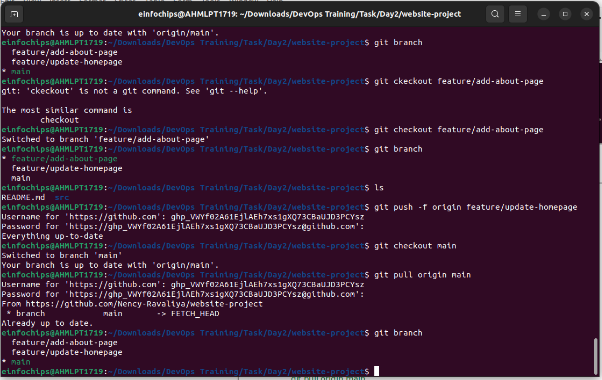 einfochips@AHMLPT1719: ~/Downloads/DevOps Training/Task/Day2/website-project
Your branch is up to date with 'origin/main'.
einfochips@AHMLPT1719:~/Downloads/DevOps Training/Task/Day2/website-project$ git branch
feature/add-about-page
feature/update-homepage
* main
einfochips@AHMLPT1719:~/Downloads/DevOps Training/Task/Day2/website-project$ git ckeckout feature/add-about-page
git: 'ckeckout' is not a git command. See 'git --help'.
The most similar command is
checkout
einfochips@AHMLPT1719:~/Downloads/DevOps Training/Task/Day2/website-project$ git checkout feature/add-about-page
Switched to branch 'feature/add-about-page'
einfochips@AHMLPT1719:~/Downloads/DevOps Training/Task/Day2/website-project$ git branch
* feature/add-about-page
feature/update-homepage
main
einfochips@AHMLPT1719:~/Downloads/DevOps Training/Task/Day2/website-project$ ls
README.md src
einfochips@AHMLPT1719:~/Downloads/DevOps Training/Task/Day2/website-project$ git push -f origin feature/update-homepage
Username for 'https://github.com':
Password for
Everything up-to-date
einfochips@AHMLPT1719:~/Downloads/DevOps Training/Task/Day2/website-project$ git checkout main
Switched to branch 'main'
Your branch is up to date with 'origin/main'.
einfochips@AHMLPT1719:~/Downloads/DevOps Training/Task/Day2/website-project$ git pull origin main
Username for 'https://github.com':
Password for
From https://github.com/Nency-Ravaliya/website-project
* branch main -> FETCH_HEAD
Already up to date.
einfochips@AHMLPT1719:~/Downloads/DevOps Training/Task/Day2/website-project$ git branch
feature/add-about-page
feature/update-homepage
* main
einfochips@AHMLPT1719:~/Downloads/DevOps Training/Task/Day2/website-project$